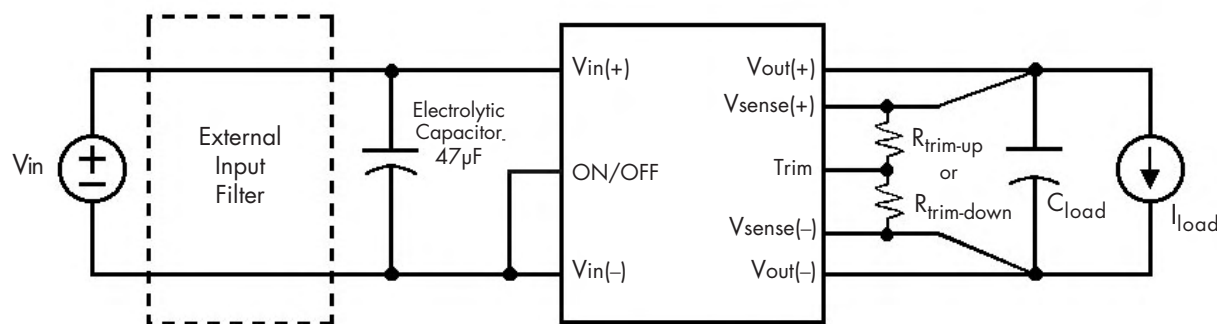 Vin
External
Input
Filter
Electrolytic
Capacitor
47µF
Vin(+)
ON/OFF
Vin(–)
Vout(+)
Vsense(+)
Trim
Vsense(–)
Vout(–)
Rtrim-up
or
Rtrim-down
Cload
Iload